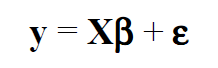 y = Xβ + ε